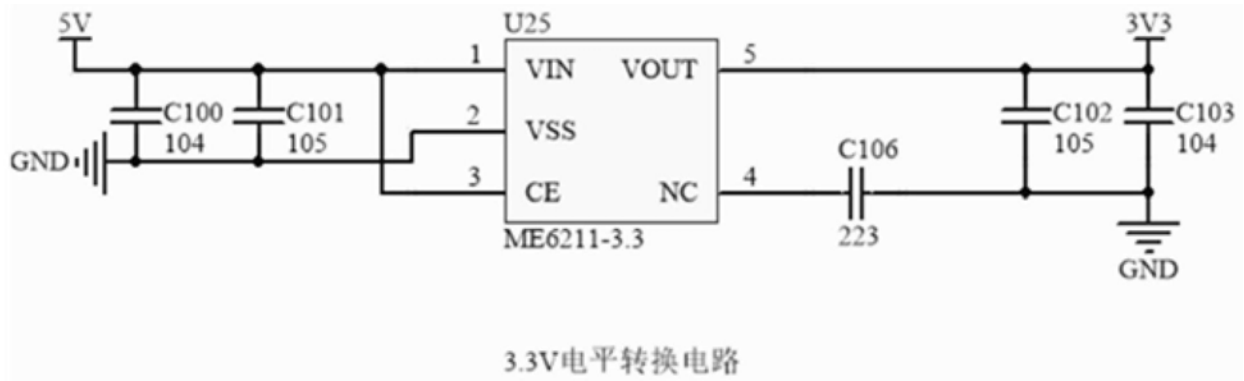 5V
U25
3V3
1
VIN
VOUT
5
C100
104
C101
105
2
VSS
C102
105
C103
104
GND
C106
3
CE
NC
4
ME6211-3.3
223
GND
3.3V电平转换电路